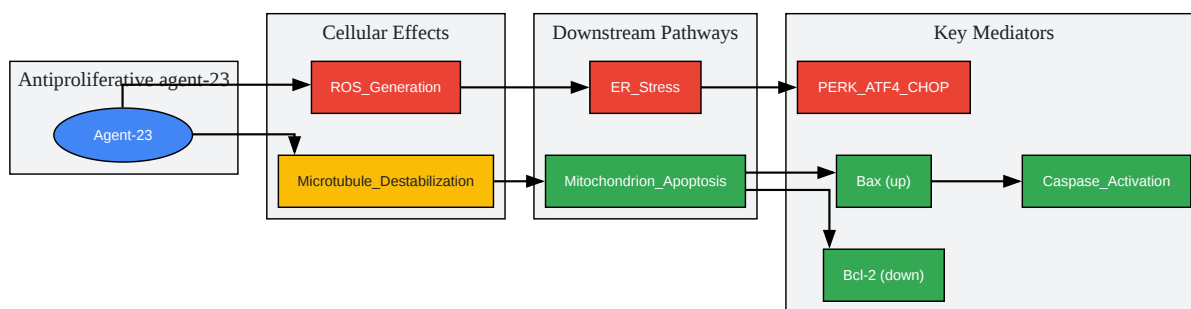 Antiproliferative agent-23
Agent-23
Cellular Effects
ROS_Generation
Microtubule_Destabilization
Downstream Pathways
ER_Stress
Mitochondrion_Apoptosis
Key Mediators
PERK_ATF4_CHOP
Bax (up)
Caspase_Activation
Bcl-2 (down)